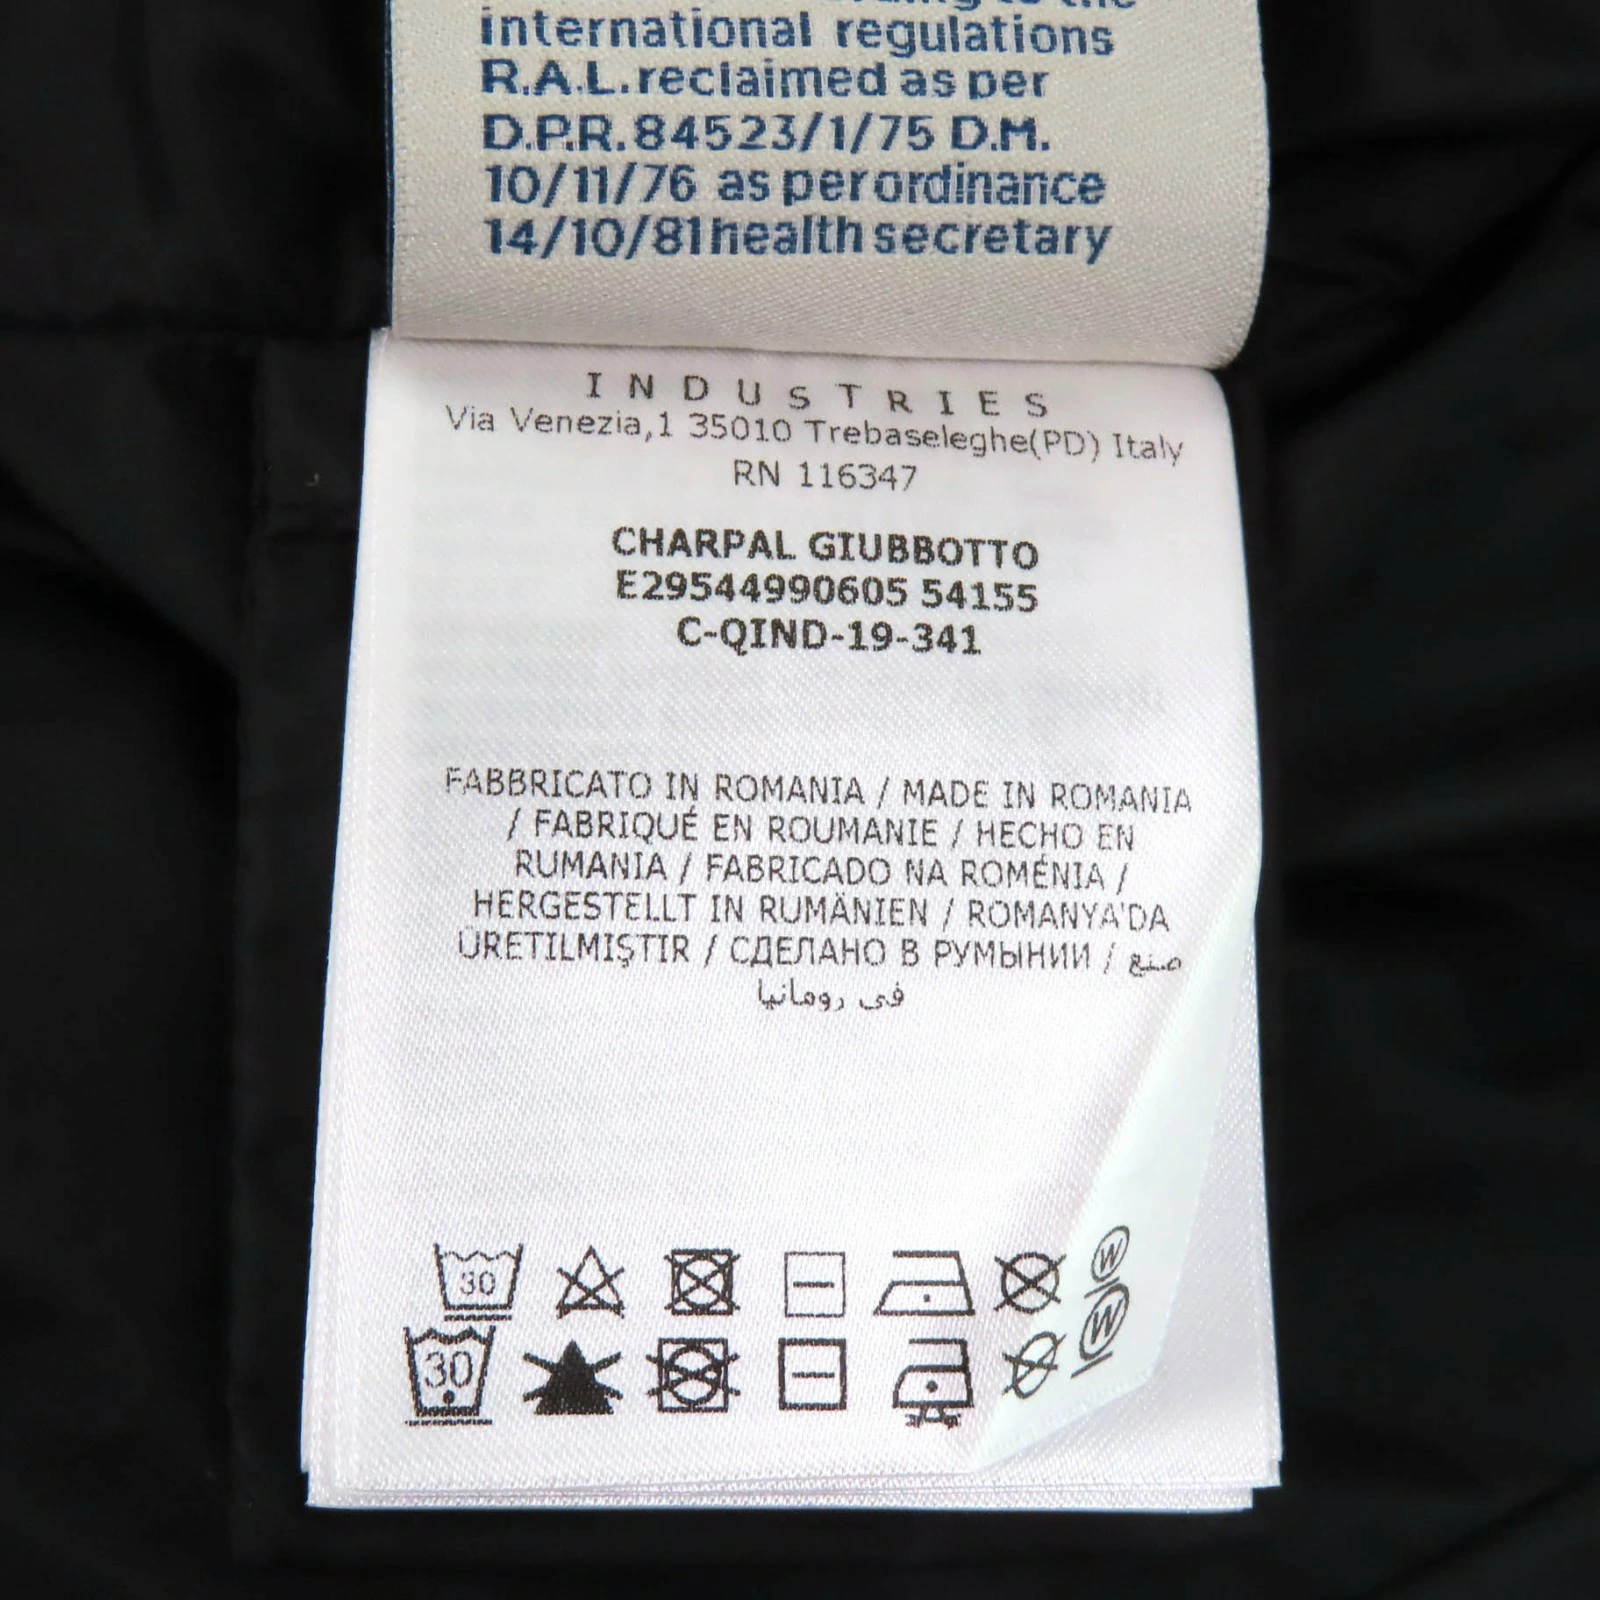 to the
international regulations
R.A.L. reclaimed as per
D.P.R. 84523/1/75 D.M.
10/11/76 as per ordinance
14/10/81 health secretary
INDUSTRIES
Via Venezia,1 35010 Trebaseleghe(PD) Italy
RN 116347
CHARPAL GIUBBOTTO
E29544990605 54155
C-QIND-19-341
FABBRICATO IN ROMANIA / MADE IN ROMANIA
/ FABRIQUÉ EN ROUMANIE / HECHO EN
RUMANIA / FABRICADO NA ROMÉNIA /
HERGESTELLT IN RUMÄNIEN / ROMANYA'DA
ÜRETILMIŞTIR / СДЕЛАНО В РУМЫНИИ / صنع
في رومانيا
30 W
30 W